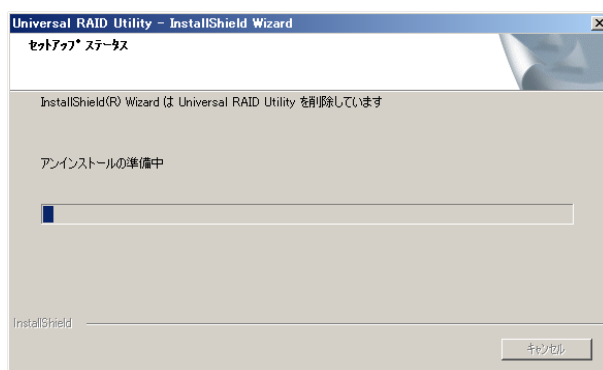 Universal RAID Utility - InstallShield Wizard
セットアップ ステータス
InstallShield(R) Wizard は Universal RAID Utility を削除しています
アンインストールの準備中
InstallShield
キャンセル